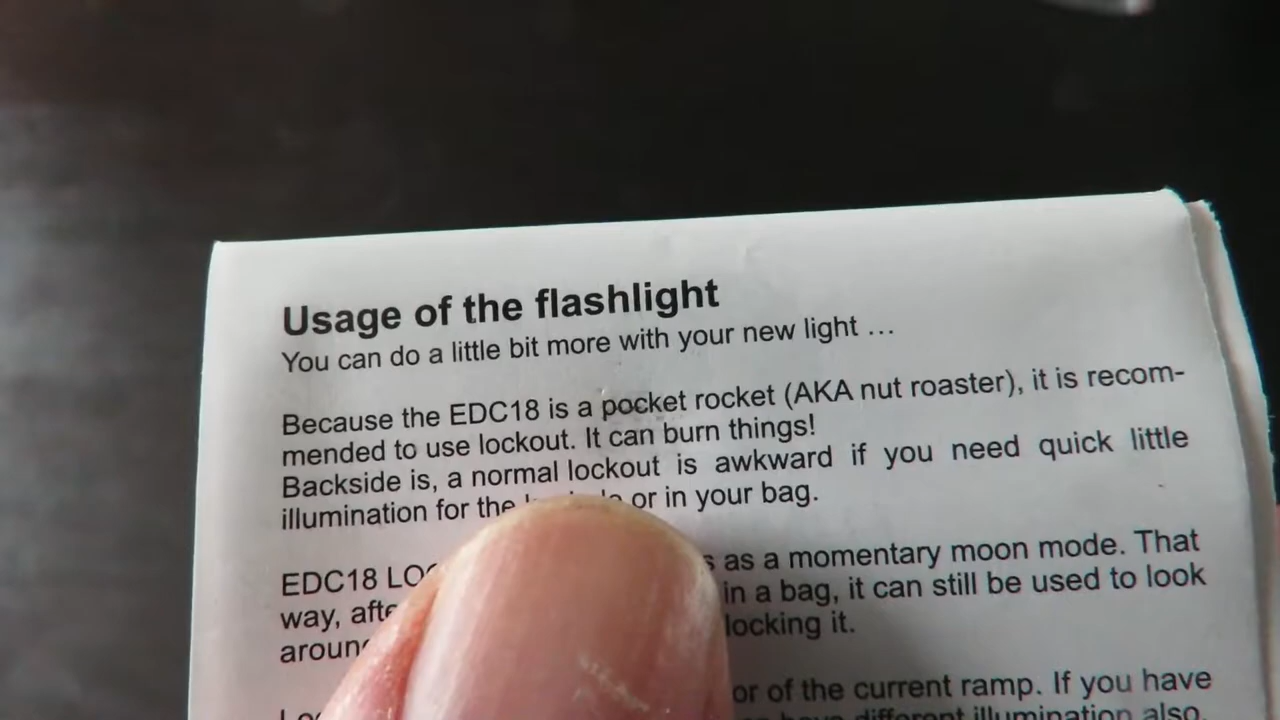 Usage of the flashlight
You can do a little bit more with your new light ...
Because the EDC18 is a pocket rocket (AKA nut roaster), it is recom-
mended to use lockout. It can burn things!
Backside is, a normal lockout is awkward if you need quick little
illumination for the or in your bag.
EDC18 as a momentary moon mode. That
way, in a bag, it can still be used to look
locking it.
or of the current ramp. If you have
different illumination also